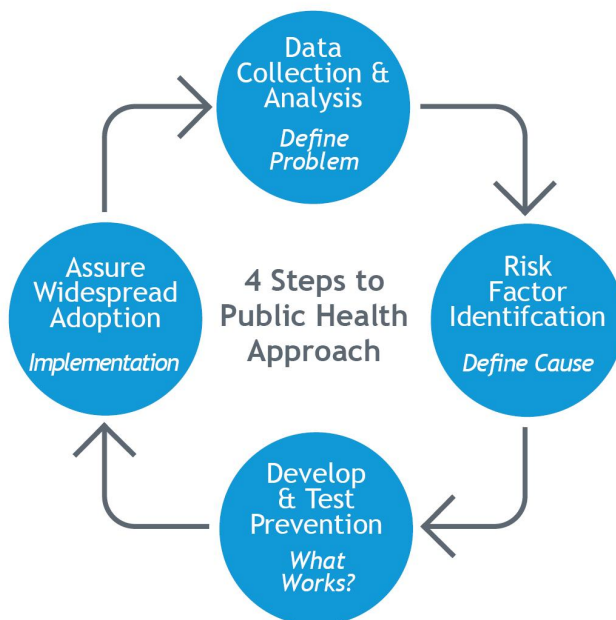 Data
Collection &
Analysis
Define
Problem
Risk
Factor
Identifcation
Define Cause
Develop
& Test
Prevention
What
Works?
Assure
Widespread
Adoption
Implementation
4 Steps to
Public Health
Approach